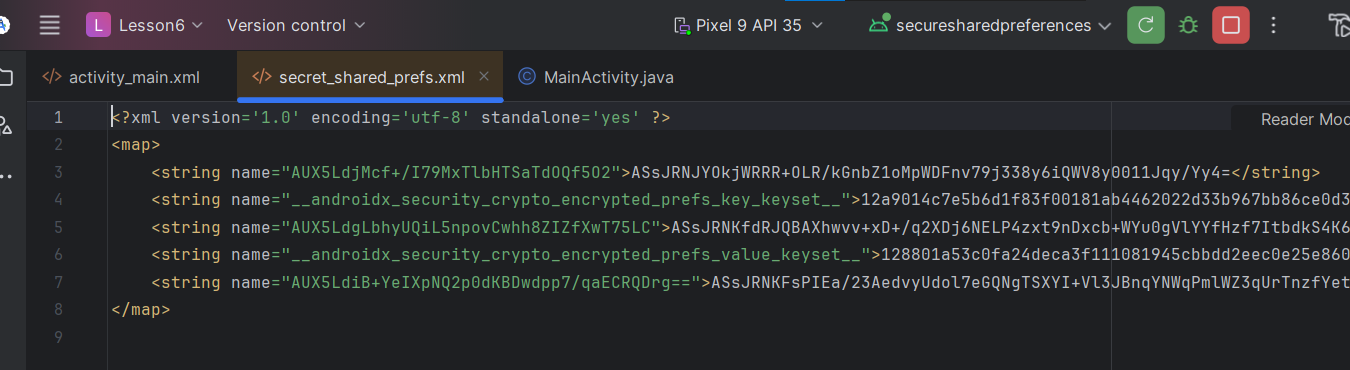 L Lesson6 Version control Pixel 9 API 35 securesharedpreferences
activity_main.xml secret_shared_prefs.xml MainActivity.java
Reader Mod
1 <?xml version='1.0' encoding='utf-8' standalone='yes' ?>
2 <map>
3 <string name="AUX5LdjMcf+/I79MxTlbHTSaTdOQf5O2">ASsJRNJYOkjWRRR+OLR/kGnbZ1oMpWDFnv79j338y6iQWV8y0011Jqy/Yy4=</string>
4 <string name="__androidx_security_crypto_encrypted_prefs_key_keyset__">12a9014c7e5b6d1f83f00181ab4462022d33b967bb86ce0d3
5 <string name="AUX5LdgLbhyUQiL5npovCwhh8ZIZfXwT75LC">ASsJRNKfdRJQBAXhwvv+xD+/q2XDj6NELP4zxt9nDxcb+WYu0gVlYYfHzf7ItbdkS4K6
6 <string name="__androidx_security_crypto_encrypted_prefs_value_keyset__">128801a53c0fa24deca3f111081945cbbdd2eec0e25e860
7 <string name="AUX5LdiB+YeIXpNQ2p0dKBDwdpp7/qaECRQDrg==">ASsJRNKFsPIEa/23AedvyUdol7eGQNgTSXYI+Vl3JBnqYNWqPmlWZ3qUrTnzfYet
8 </map>
9